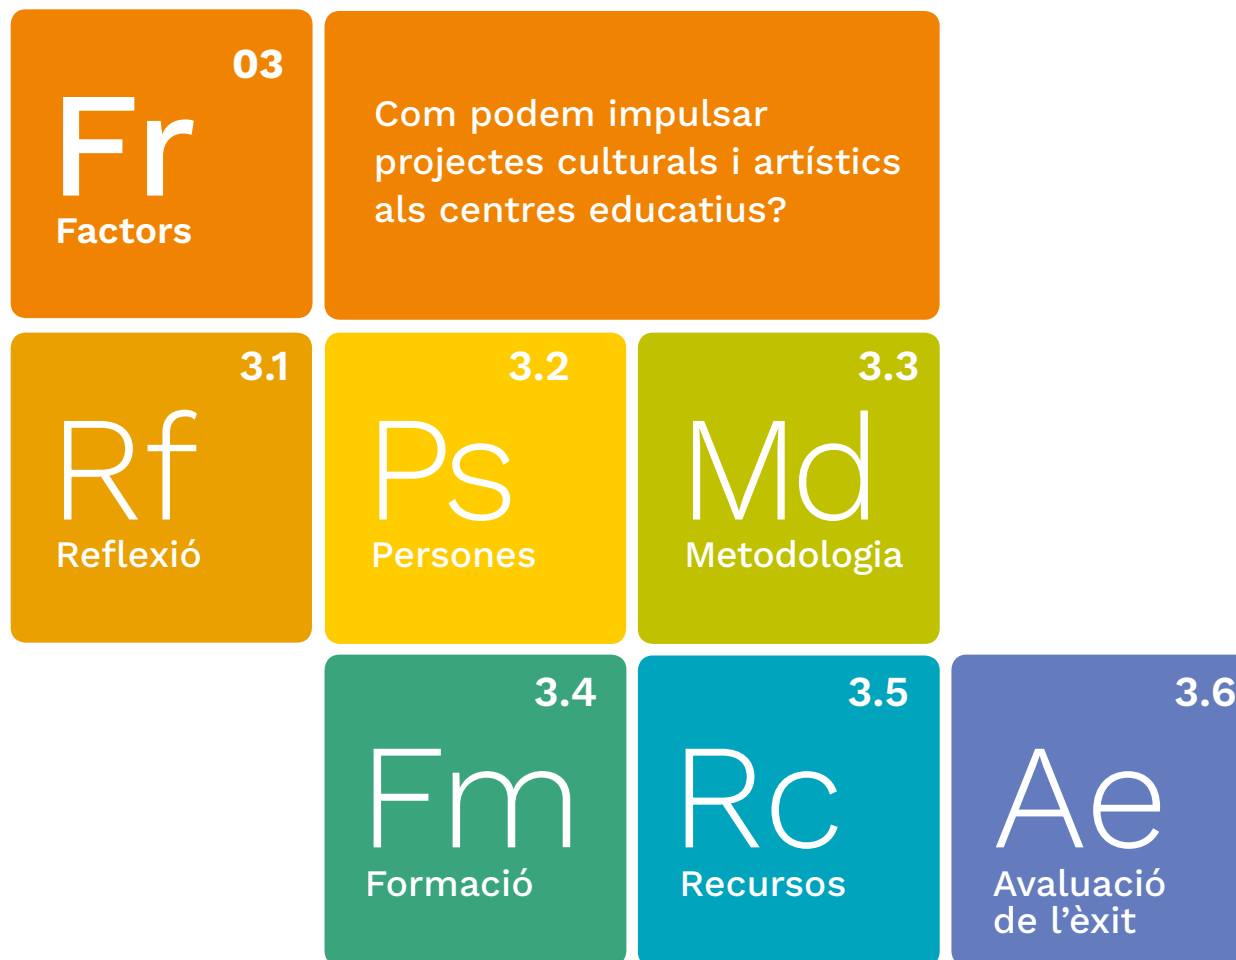 03
Fr
Factors
Com podem impulsar
projectes culturals i artístics
als centres educatius?
3.1
Rf
Reflexió
3.2
Ps
Persones
3.3
Md
Metodologia
3.4
Fm
Formació
3.5
Rc
Recursos
3.6
Ae
Avaluació
de l’èxit